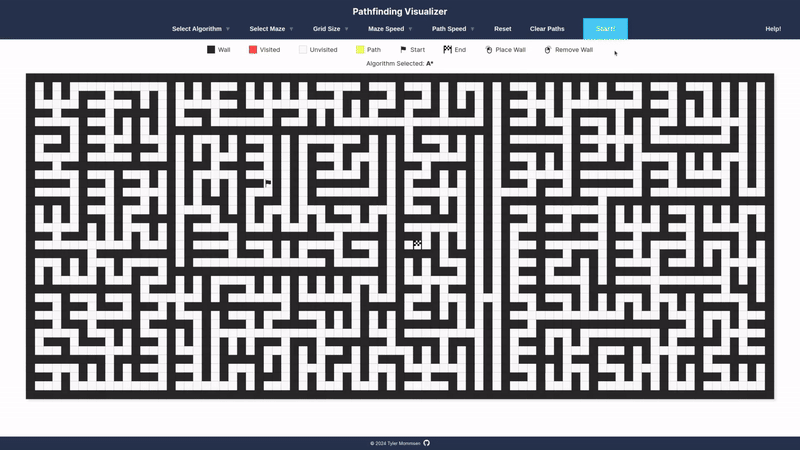 Pathfinding Visualizer
Select Algorithm ▼ Select Maze ▼ Grid Size ▼ Maze Speed ▼ Path Speed ▼ Reset Clear Paths Start! Help!
Wall Visited Unvisited Path Start End Place Wall Remove Wall
Algorithm Selected: A*
© 2024 Tyler Mommsen